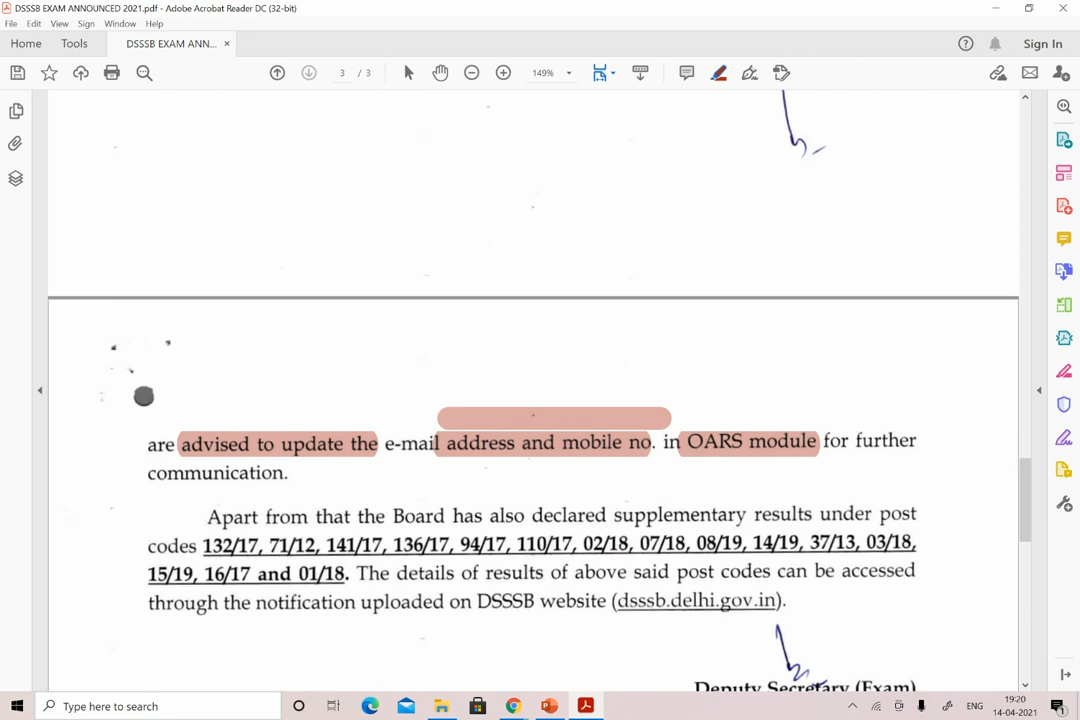 DSSSB EXAM ANNOUNCED 2021.pdf - Adobe Acrobat Reader DC (32-bit)
File Edit View Sign Window Help
Home Tools DSSSB EXAM ANN... × Sign In
3 / 3 149%
are advised to update the e-mail address and mobile no. in OARS module for further
communication.
Apart from that the Board has also declared supplementary results under post
codes 132/17, 71/12, 141/17, 136/17, 94/17, 110/17, 02/18, 07/18, 08/19, 14/19, 37/13, 03/18,
15/19, 16/17 and 01/18. The details of results of above said post codes can be accessed
through the notification uploaded on DSSSB website (dsssb.delhi.gov.in).
Deputy Secretary (Exam)
Type here to search
ENG
19:20
14-04-2021
1